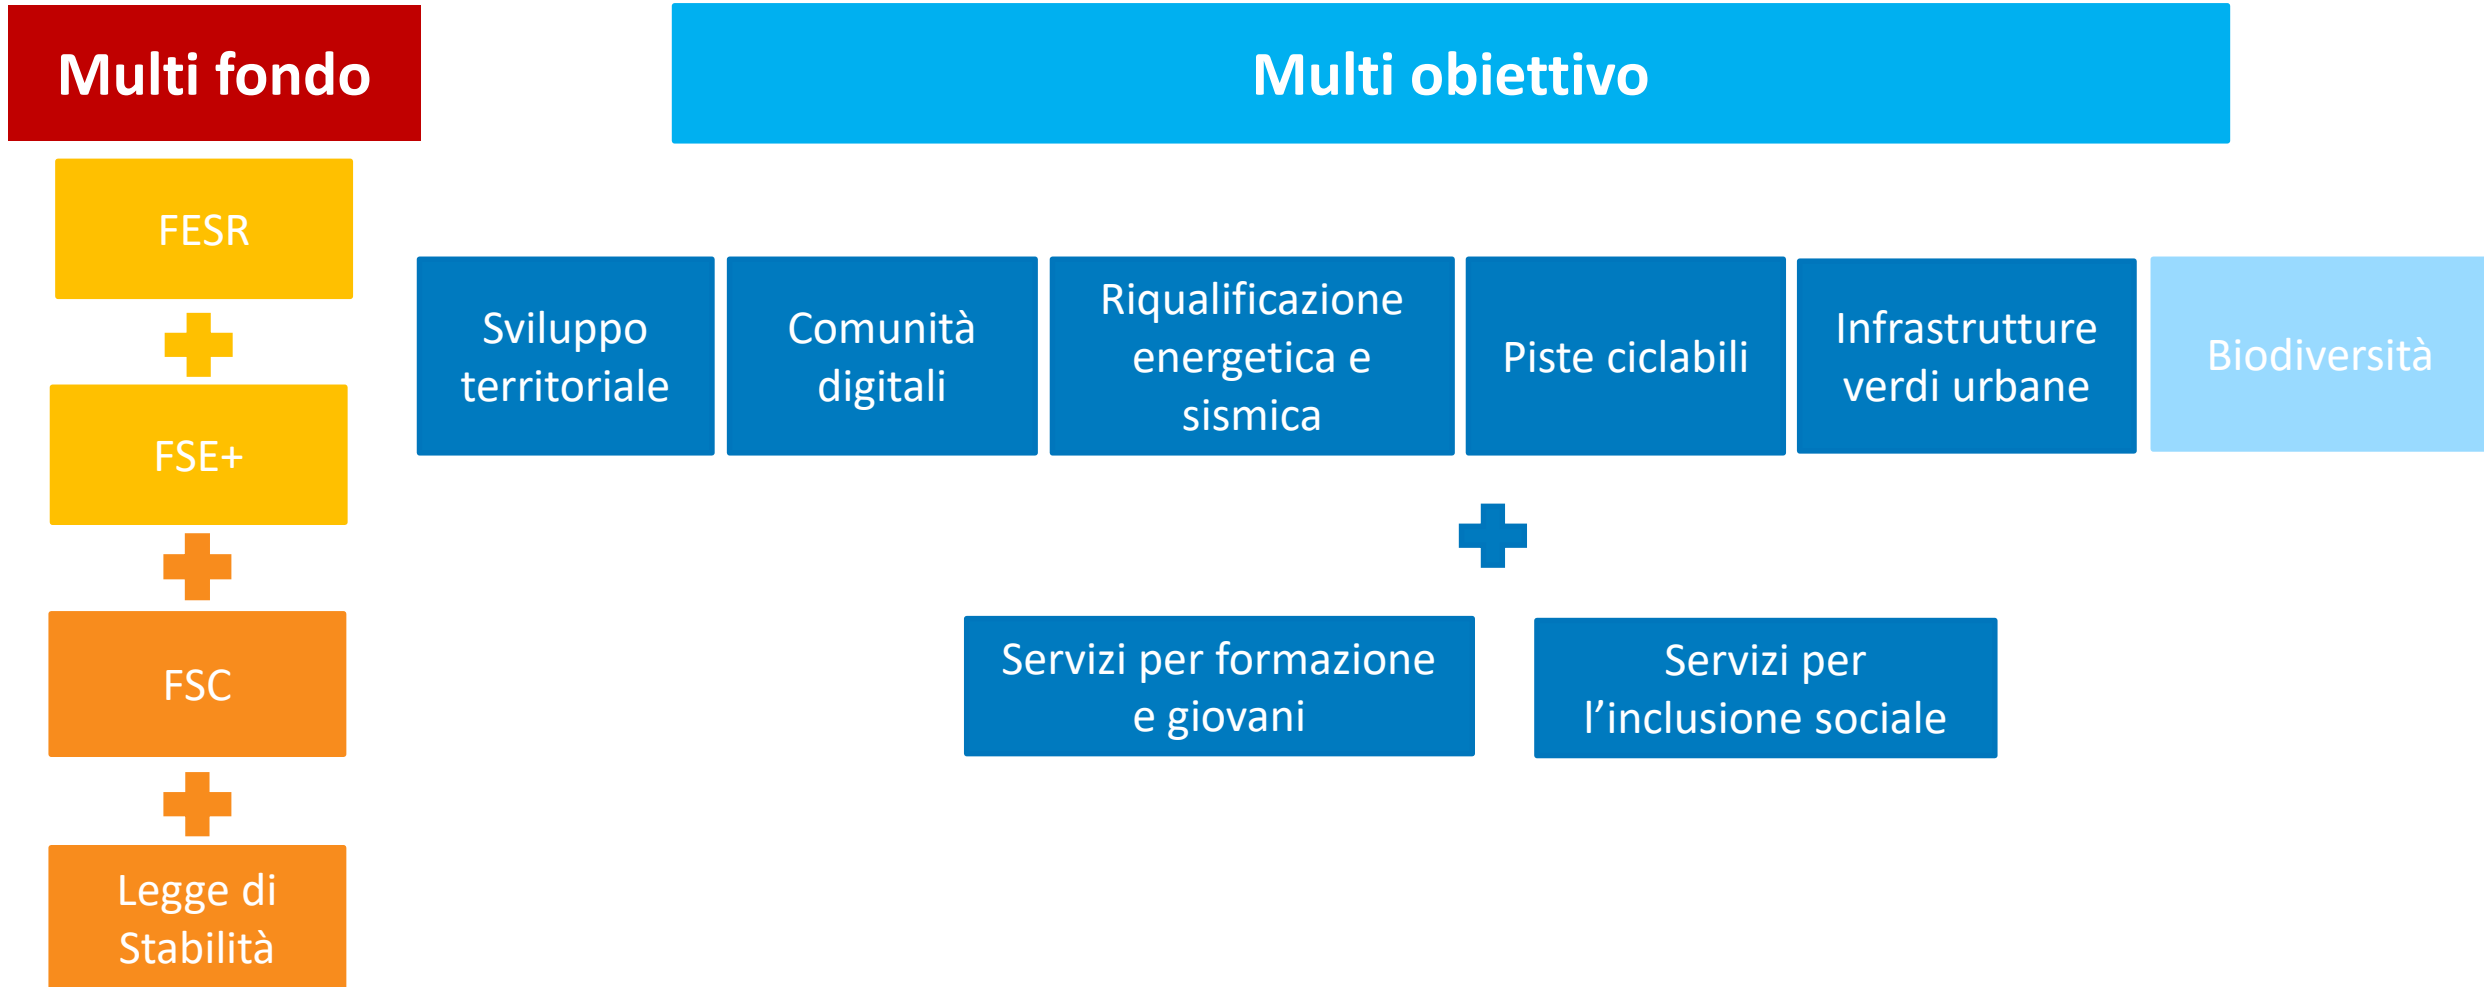 Multi fondo
Multi obiettivo
FESR
FSE+
FSC
Legge di
Stabilità
Sviluppo
territoriale
Comunità
digitali
Riqualificazione
energetica e
sismica
Piste ciclabili
Infrastrutture
verdi urbane
Biodiversità
Servizi per formazione
e giovani
Servizi per
l’inclusione sociale